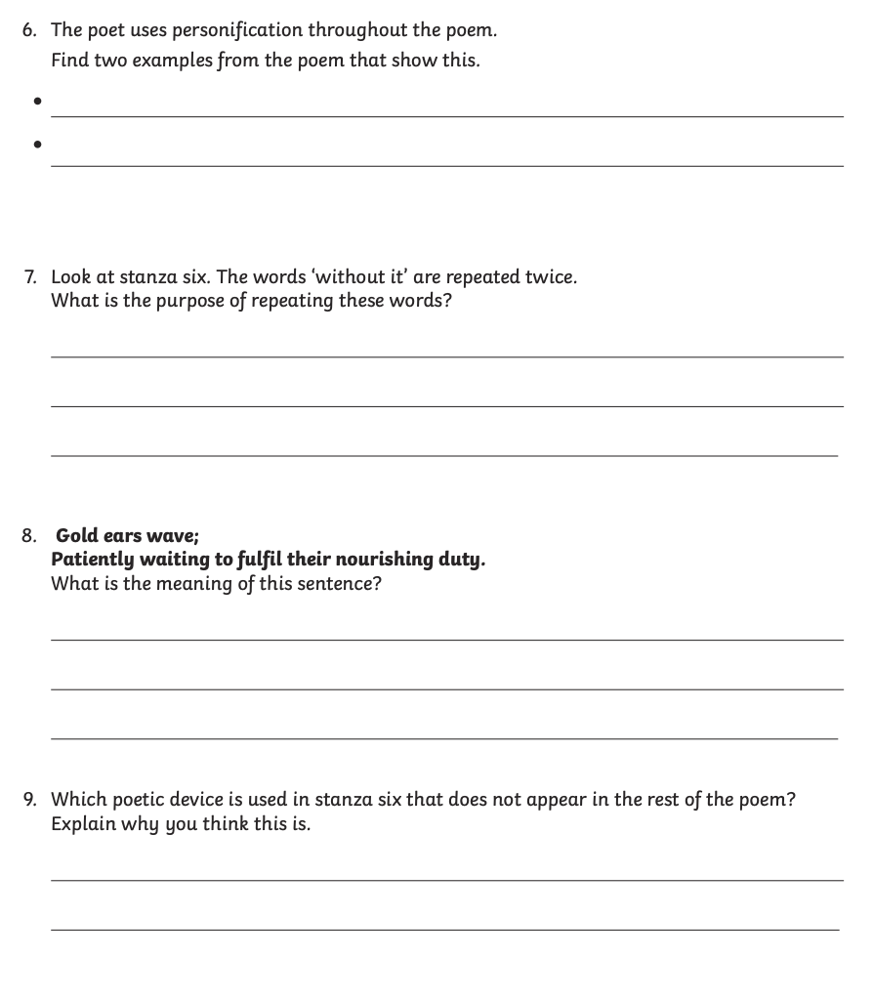 6. The poet uses personification throughout the poem.
Find two examples from the poem that show this.
•
•
7. Look at stanza six. The words ‘without it’ are repeated twice.
What is the purpose of repeating these words?
8. Gold ears wave;
Patiently waiting to fulfil their nourishing duty.
What is the meaning of this sentence?
9. Which poetic device is used in stanza six that does not appear in the rest of the poem?
Explain why you think this is.